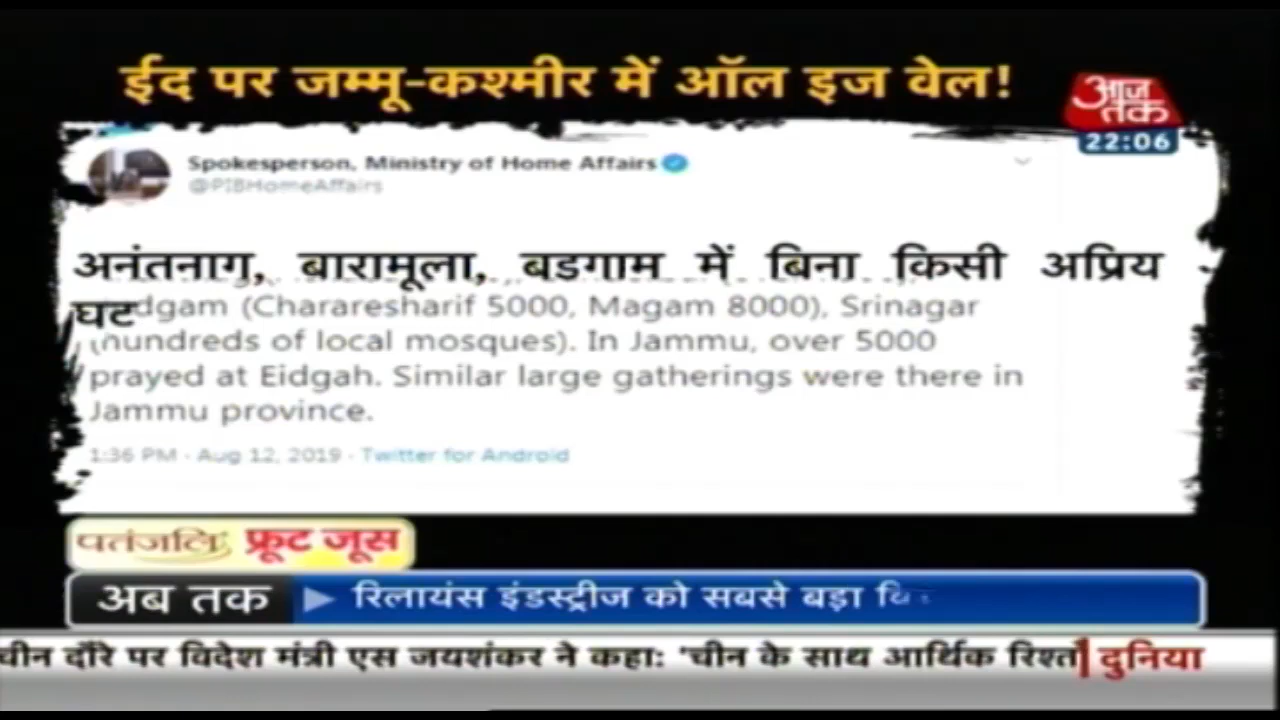 ईद पर जम्मू-कश्मीर में ऑल इज वेल!
आज तक
22:06
Spokesperson, Ministry of Home Affairs
@PIBHomeAffairs
अनंतनाग, बारामूला, बडगाम में बिना किसी अप्रिय
घट
dgam (Chararesharif 5000, Magam 8000), Srinagar
(hundreds of local mosques). In Jammu, over 5000
prayed at Eidgah. Similar large gatherings were there in
Jammu province.
1:36 PM · Aug 12, 2019 · Twitter for Android
पतंजलि फ्रूट जूस
अब तक
रिलायंस इंडस्ट्रीज को सबसे बड़ा
चीन दौरे पर विदेश मंत्री एस जयशंकर ने कहा: 'चीन के साथ आर्थिक रिश्तों
दुनिया